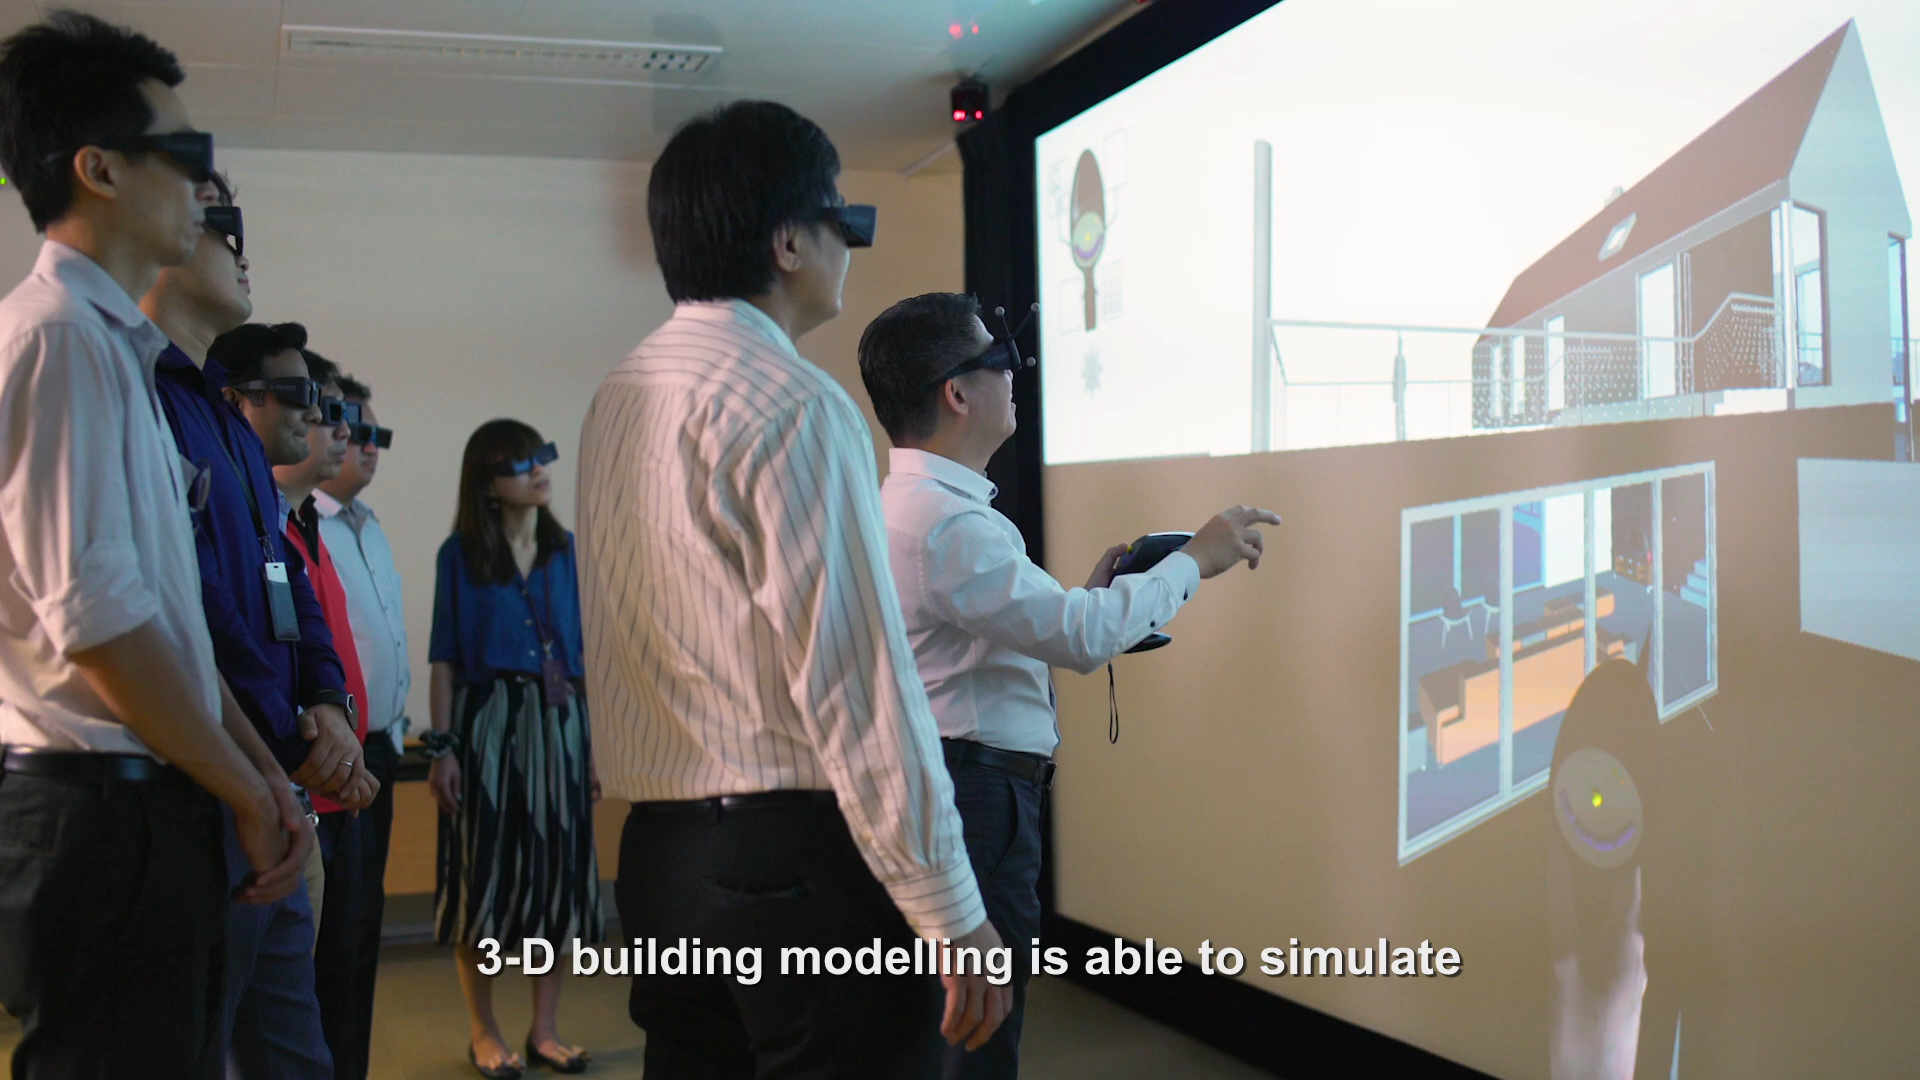 3-D building modelling is able to simulate